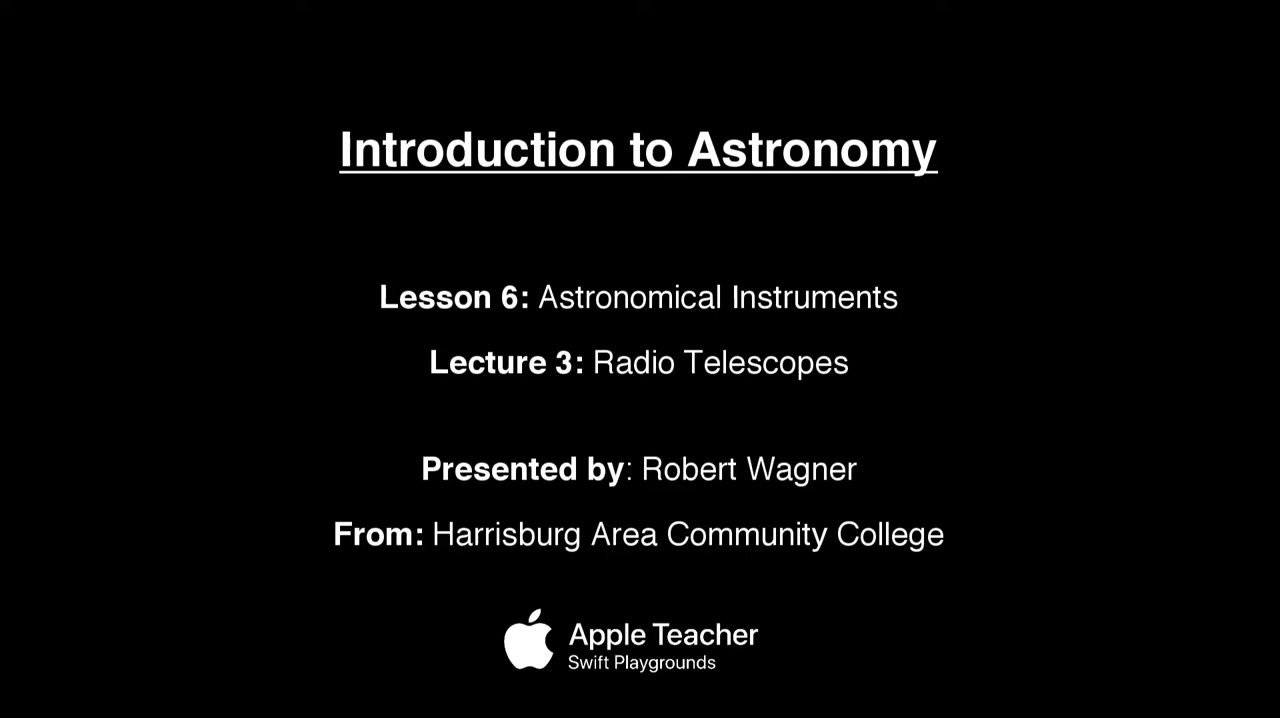 Introduction to Astronomy
Lesson 6: Astronomical Instruments
Lecture 3: Radio Telescopes
Presented by: Robert Wagner
From: Harrisburg Area Community College
Apple Teacher
Swift Playgrounds